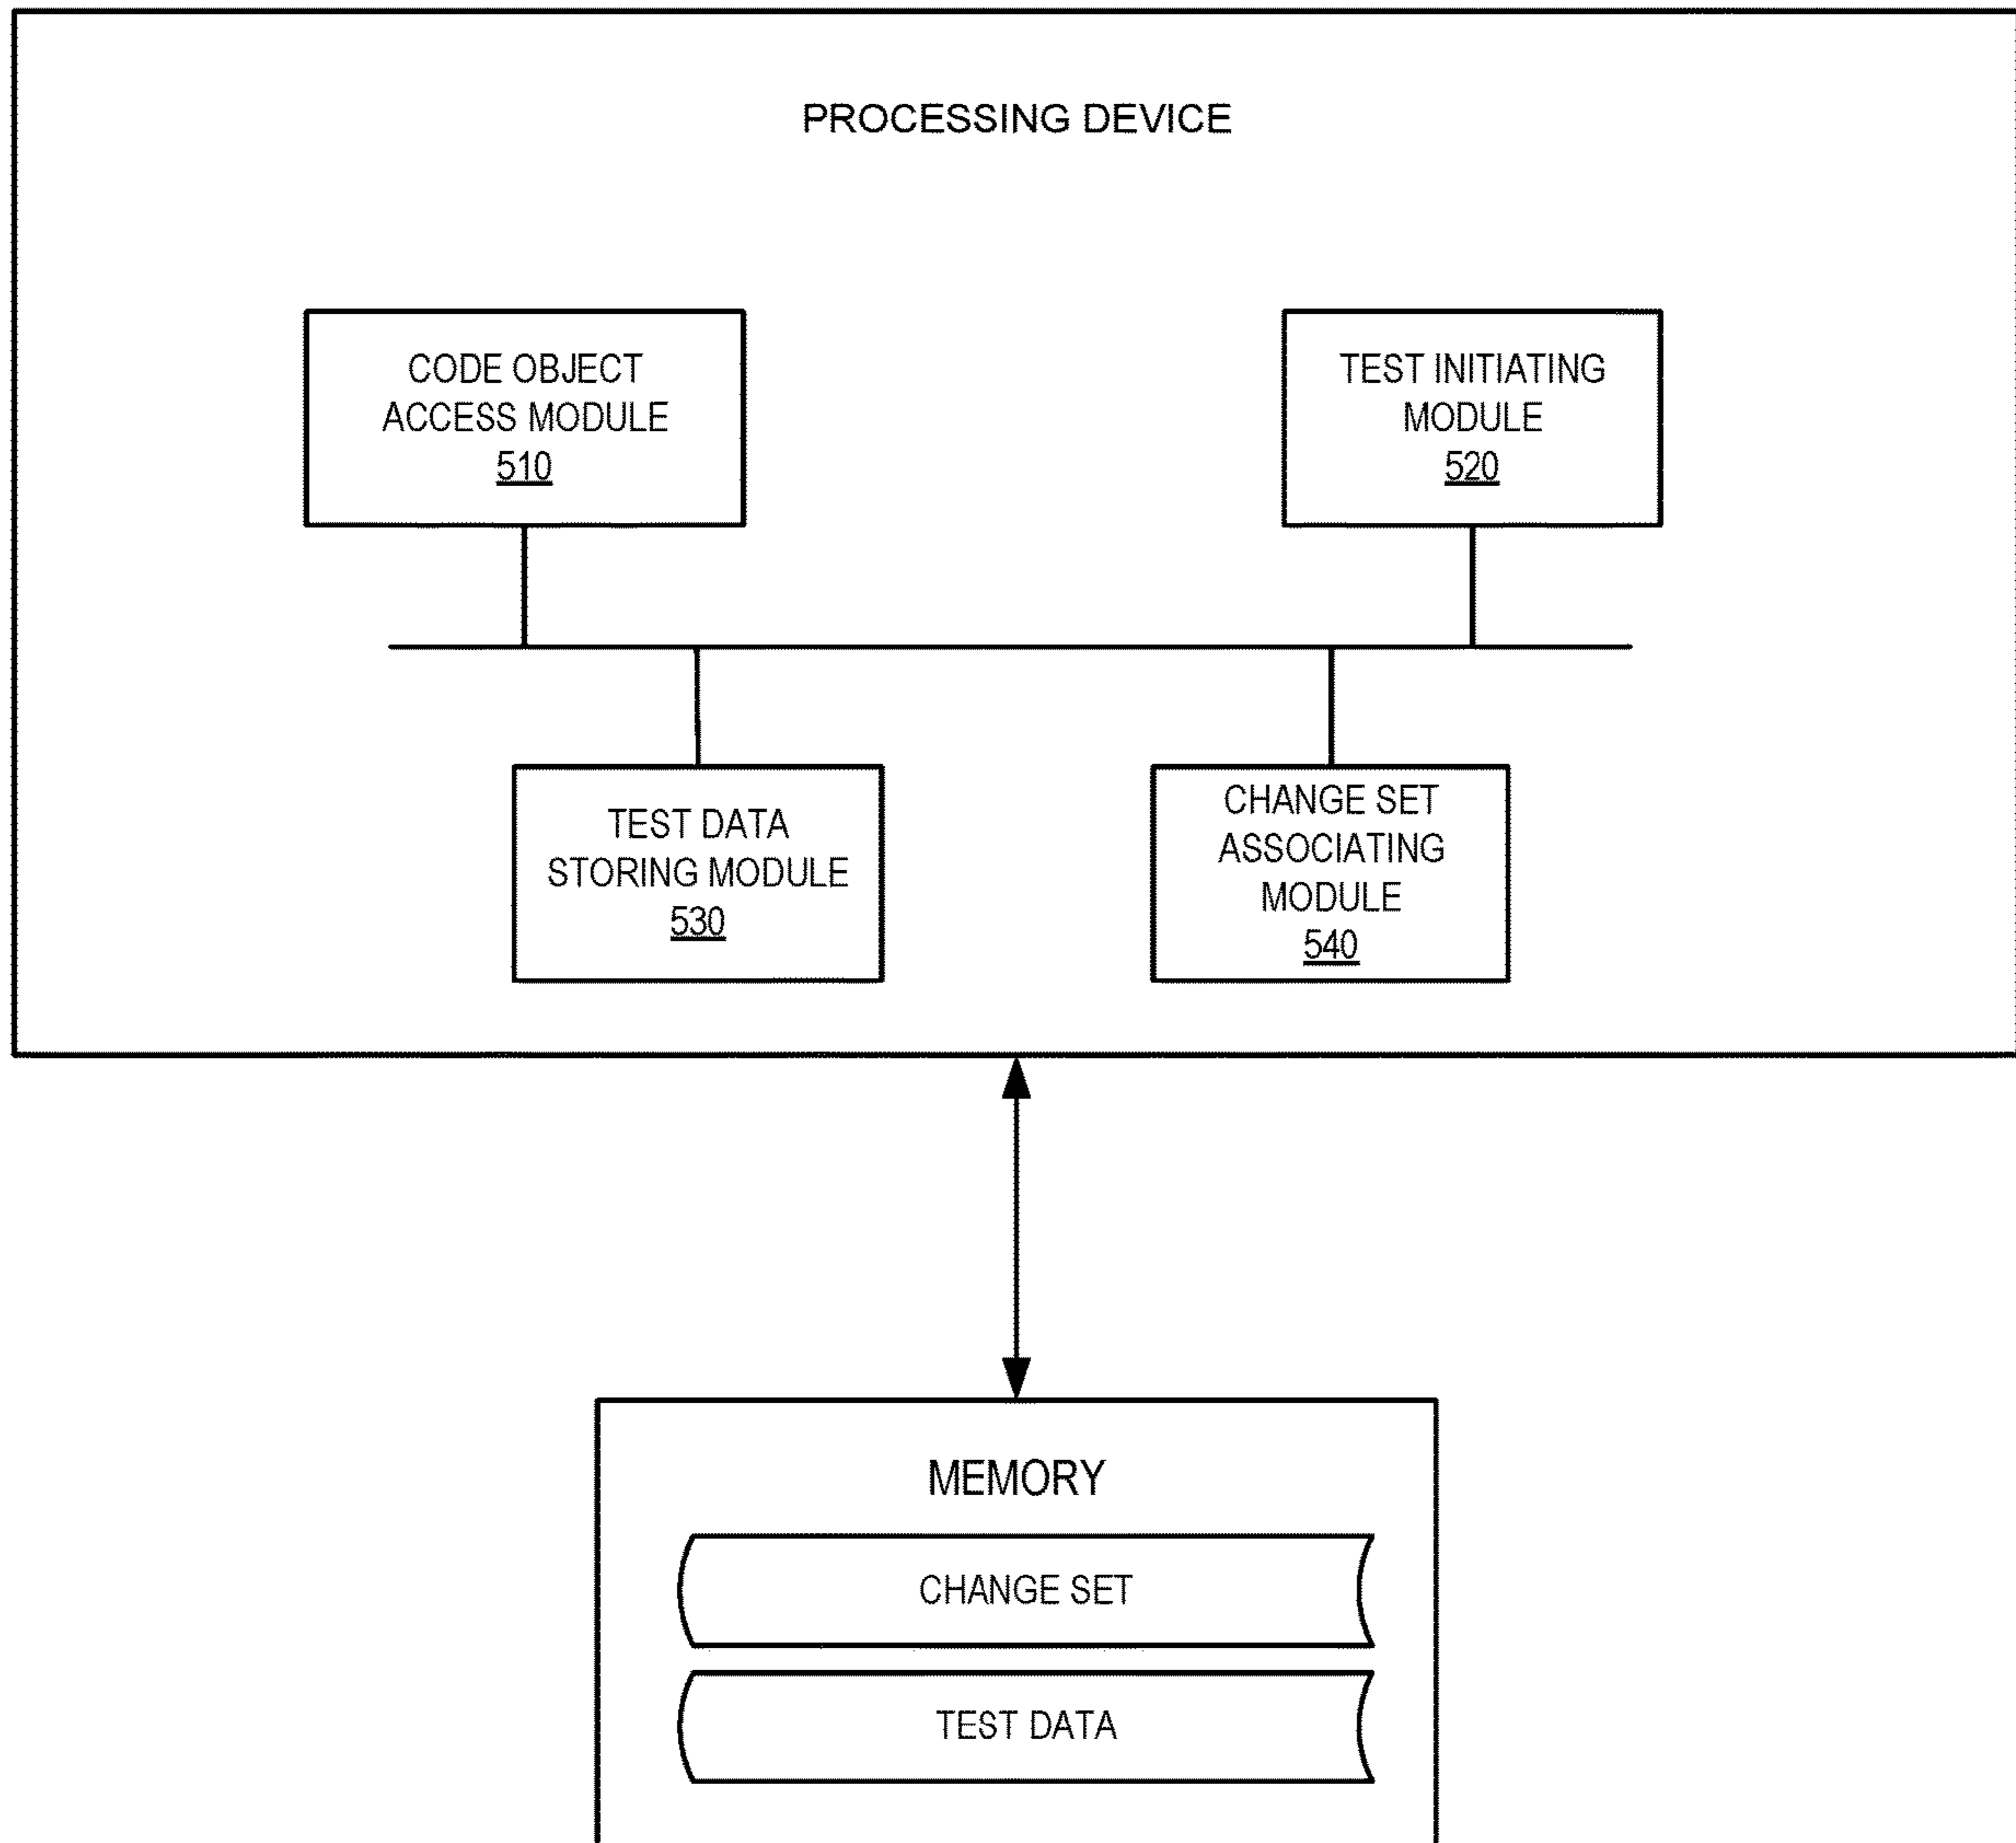 PROCESSING DEVICE
CODE OBJECT
ACCESS MODULE
510
TEST INITIATING
MODULE
520
TEST DATA
STORING MODULE
530
CHANGE SET
ASSOCIATING
MODULE
540
MEMORY
CHANGE SET
TEST DATA